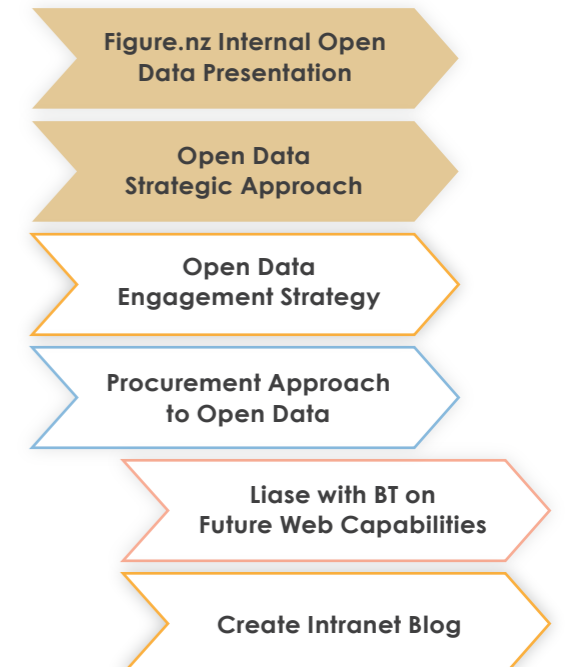 Figure.nz Internal Open
Data Presentation
Open Data
Strategic Approach
Open Data
Engagement Strategy
Procurement Approach
to Open Data
Liase with BT on
Future Web Capabilities
Create Intranet Blog